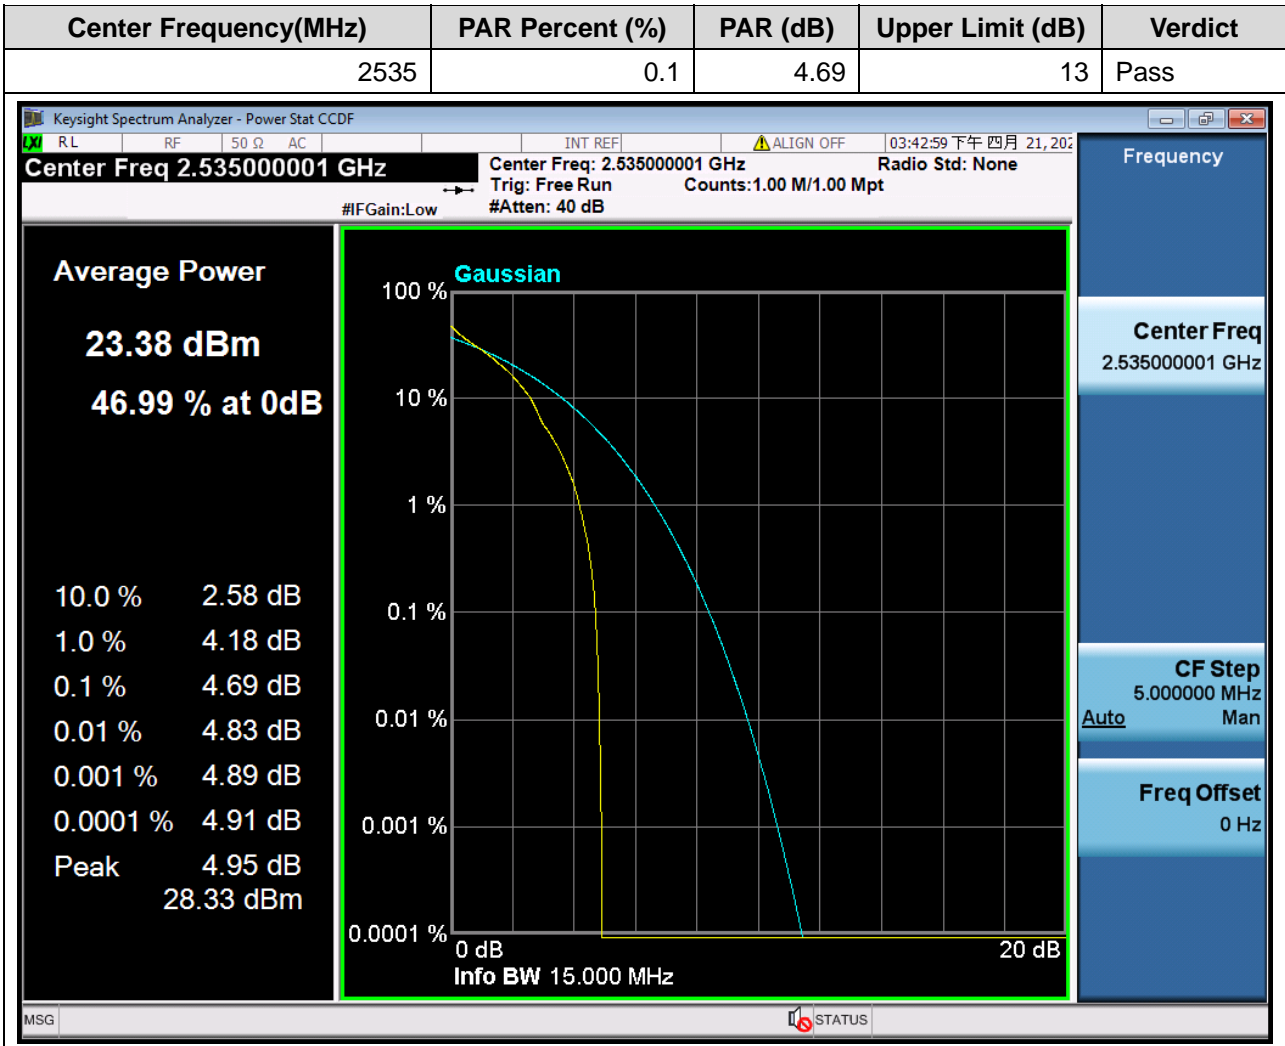 Center Frequency(MHz) PAR Percent (%) PAR (dB) Upper Limit (dB) Verdict
2535 0.1 4.69 13 Pass
Keysight Spectrum Analyzer - Power Stat CCDF
LXI RL RF 50 Ω AC INT REF ALIGN OFF 03:42:59 下午 四月 21, 202
Center Freq 2.535000001 GHz
Center Freq: 2.535000001 GHz Radio Std: None
Trig: Free Run Counts:1.00 M/1.00 Mpt
#IFGain:Low #Atten: 40 dB
Average Power
23.38 dBm
46.99 % at 0dB
10.0 % 2.58 dB
1.0 % 4.18 dB
0.1 % 4.69 dB
0.01 % 4.83 dB
0.001 % 4.89 dB
0.0001 % 4.91 dB
Peak 4.95 dB
28.33 dBm
Gaussian
100 %
10 %
1 %
0.1 %
0.01 %
0.001 %
0.0001 %
0 dB 20 dB
Info BW 15.000 MHz
Frequency
Center Freq
2.535000001 GHz
CF Step
5.000000 MHz
Auto Man
Freq Offset
0 Hz
MSG STATUS